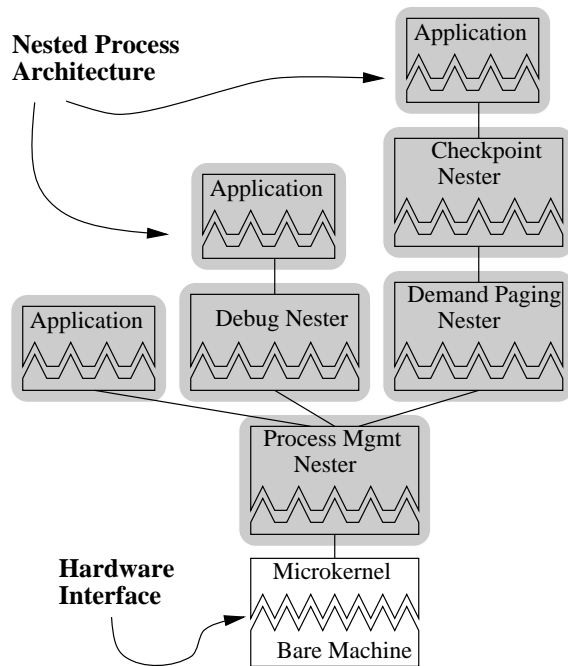 Nested Process
Architecture
Application
Checkpoint
Nester
Application
Demand Paging
Nester
Application
Debug Nester
Process Mgmt
Nester
Hardware
Interface
Microkernel
Bare Machine